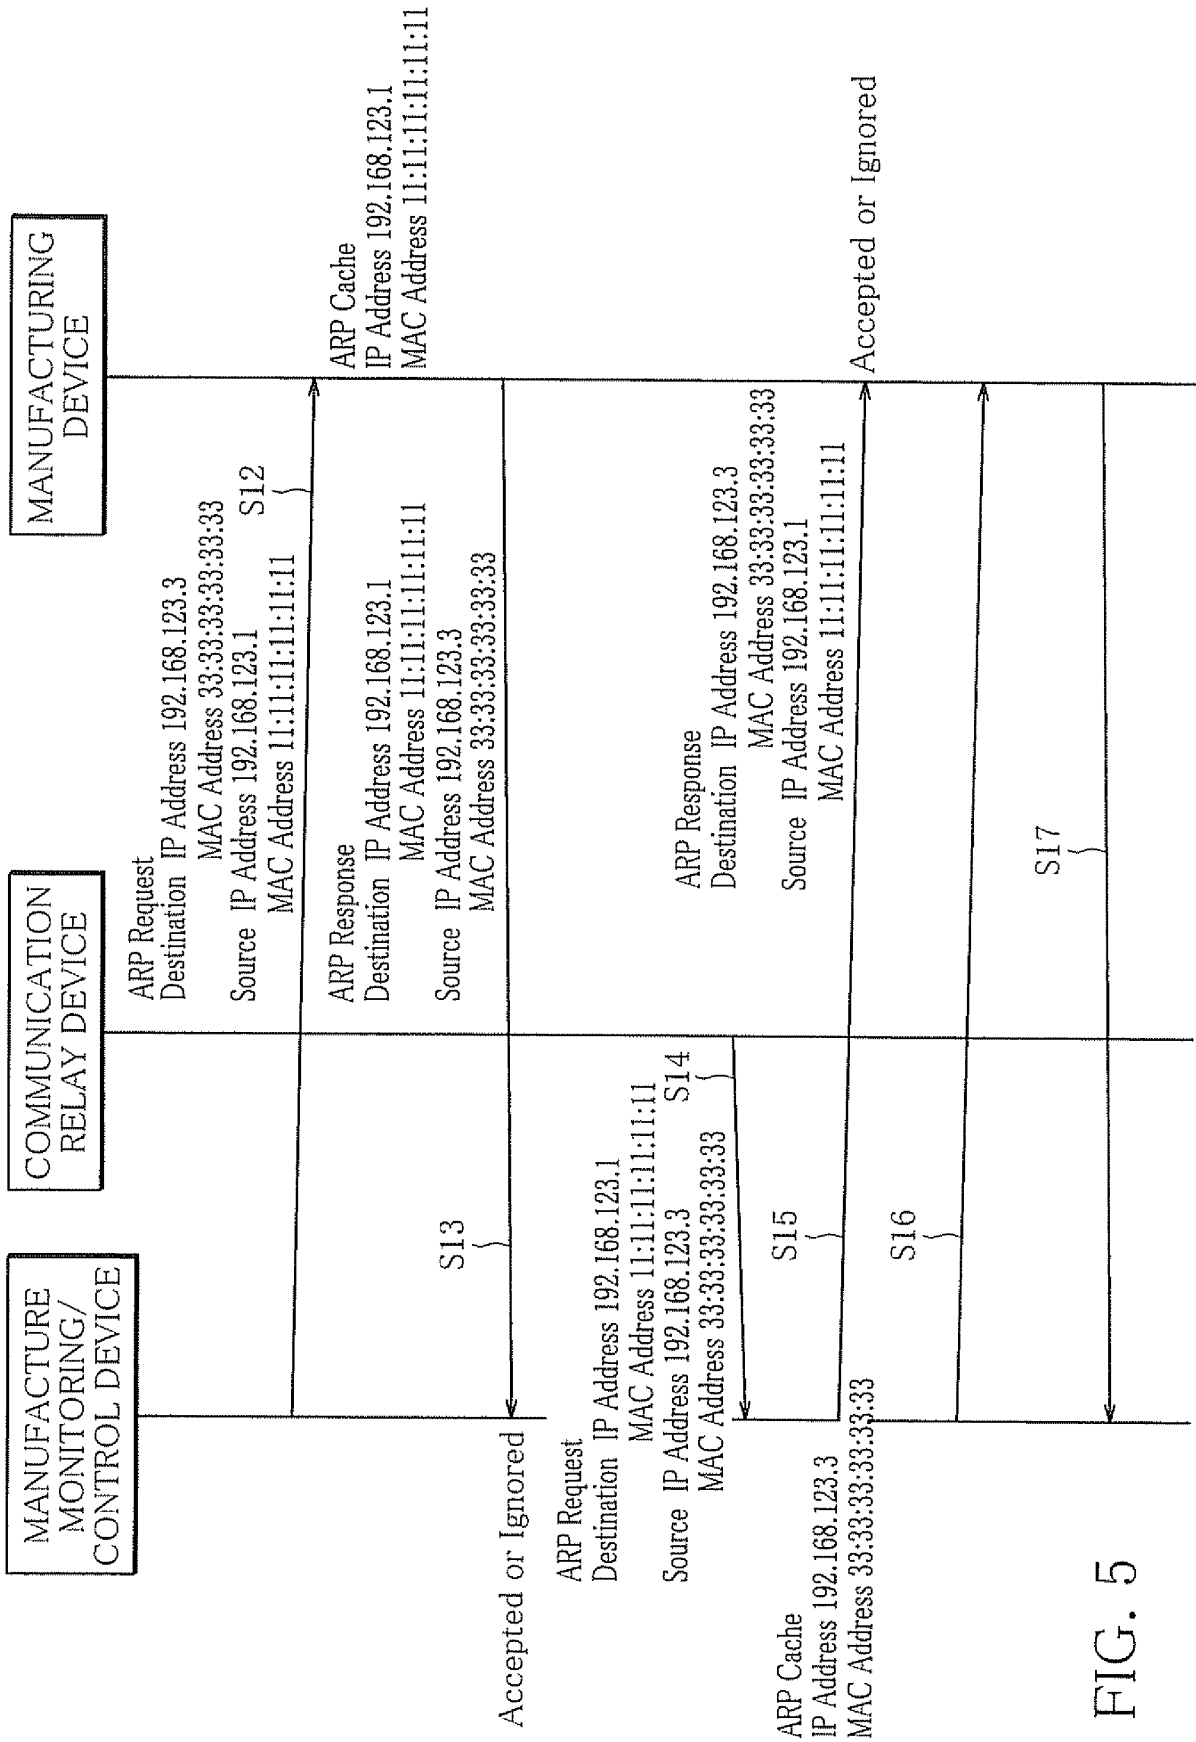 MANUFACTURE
MONITORING/
CONTROL DEVICE
COMMUNICATION
RELAY DEVICE
MANUFACTURING
DEVICE
ARP Request
Destination IP Address 192.168.123.3
MAC Address 33:33:33:33:33:33
Source IP Address 192.168.123.1
MAC Address 11:11:11:11:11:11
S12
ARP Cache
IP Address 192.168.123.1
MAC Address 11:11:11:11:11:11
ARP Response
Destination IP Address 192.168.123.1
MAC Address 11:11:11:11:11:11
Source IP Address 192.168.123.3
MAC Address 33:33:33:33:33:33
S13
Accepted or Ignored
ARP Request
Destination IP Address 192.168.123.1
MAC Address 11:11:11:11:11:11
Source IP Address 192.168.123.3
MAC Address 33:33:33:33:33:33
S14
ARP Response
Destination IP Address 192.168.123.3
MAC Address 33:33:33:33:33:33
Source IP Address 192.168.123.1
MAC Address 11:11:11:11:11:11
S15
Accepted or Ignored
ARP Cache
IP Address 192.168.123.3
MAC Address 33:33:33:33:33:33
S16
S17
FIG. 5